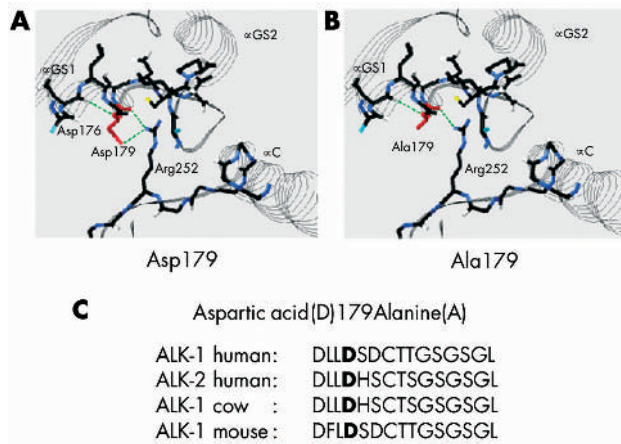 A
B
αGS2
αGS2
αGS1
αGS1
Asp176
Asp179
Ala179
αC
αC
Arg252
Arg252
Asp179
Ala179
C
Aspartic acid(D)179Alanine(A)
ALK-1 human: DLLDSDCTTGSGSGL
ALK-2 human: DLLDHSCTSGSGSGL
ALK-1 cow : DLLDHSCTSGSGSGL
ALK-1 mouse: DFLDSDCTTGSGSGL